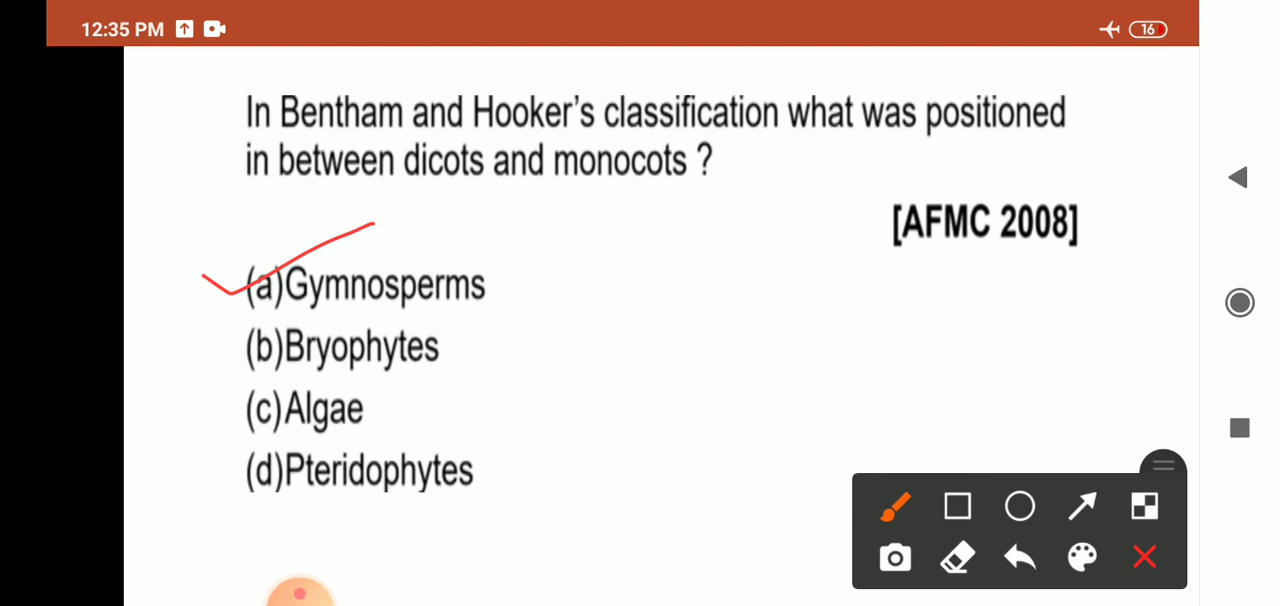 12:35 PM
16
In Bentham and Hooker's classification what was positioned
in between dicots and monocots ?
[AFMC 2008]
(a)Gymnosperms
(b)Bryophytes
(c)Algae
(d)Pteridophytes